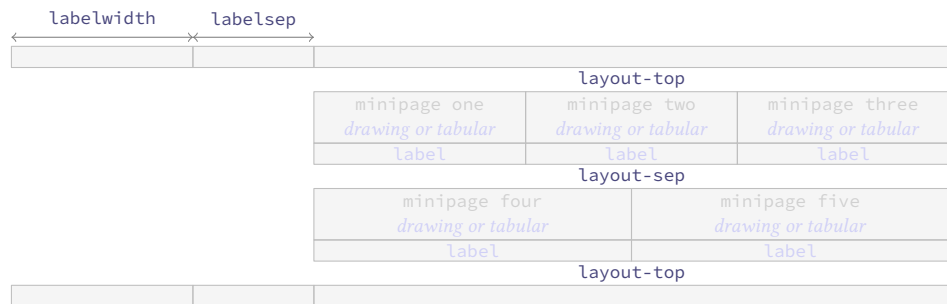 labelwidth labelsep
layout-top
minipage one minipage two minipage three
drawing or tabular drawing or tabular drawing or tabular
label label label
layout-sep
minipage four minipage five
drawing or tabular drawing or tabular
label label
layout-top